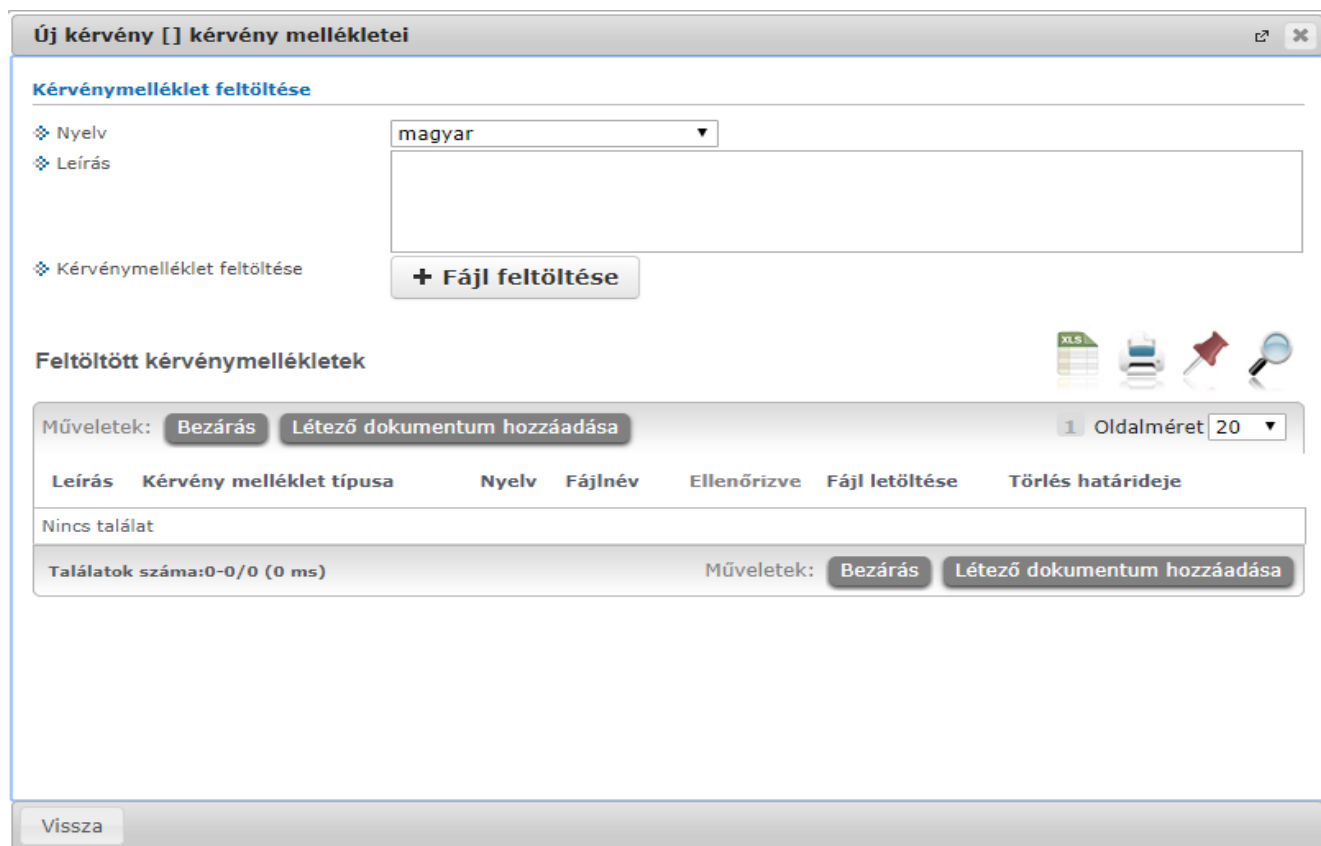 Új kérvény [] kérvény mellékletei
Kérvénymelléklet feltöltése
Nyelv magyar
Leírás
Kérvénymelléklet feltöltése + Fájl feltöltése
XLS
Feltöltött kérvénymellékletek
Műveletek: Bezárás Létező dokumentum hozzáadása 1 Oldalméret 20
Leírás Kérvény melléklet típusa Nyelv Fájlnév Ellenőrizve Fájl letöltése Törlés határideje
Nincs találat
Találatok száma:0-0/0 (0 ms) Műveletek: Bezárás Létező dokumentum hozzáadása
Vissza